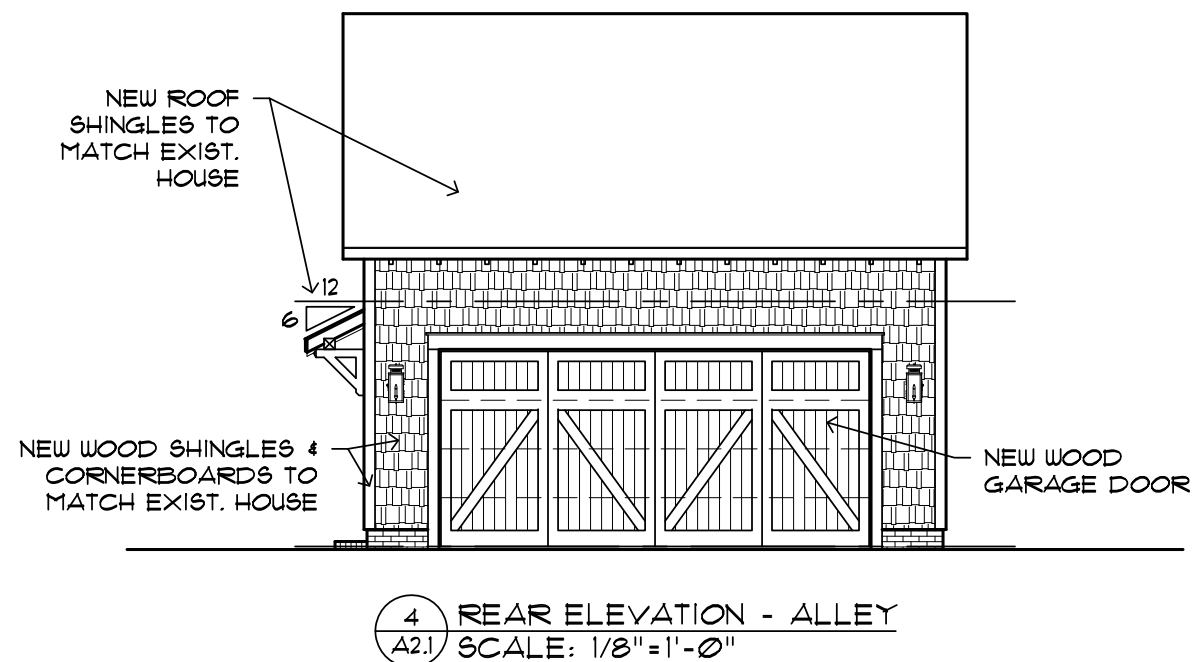 NEW ROOF
SHINGLES TO
MATCH EXIST.
HOUSE
12
6
NEW WOOD SHINGLES &
CORNERBOARDS TO
MATCH EXIST. HOUSE
NEW WOOD
GARAGE DOOR
4
A2.1
REAR ELEVATION - ALLEY
SCALE: 1/8"=1'-0"